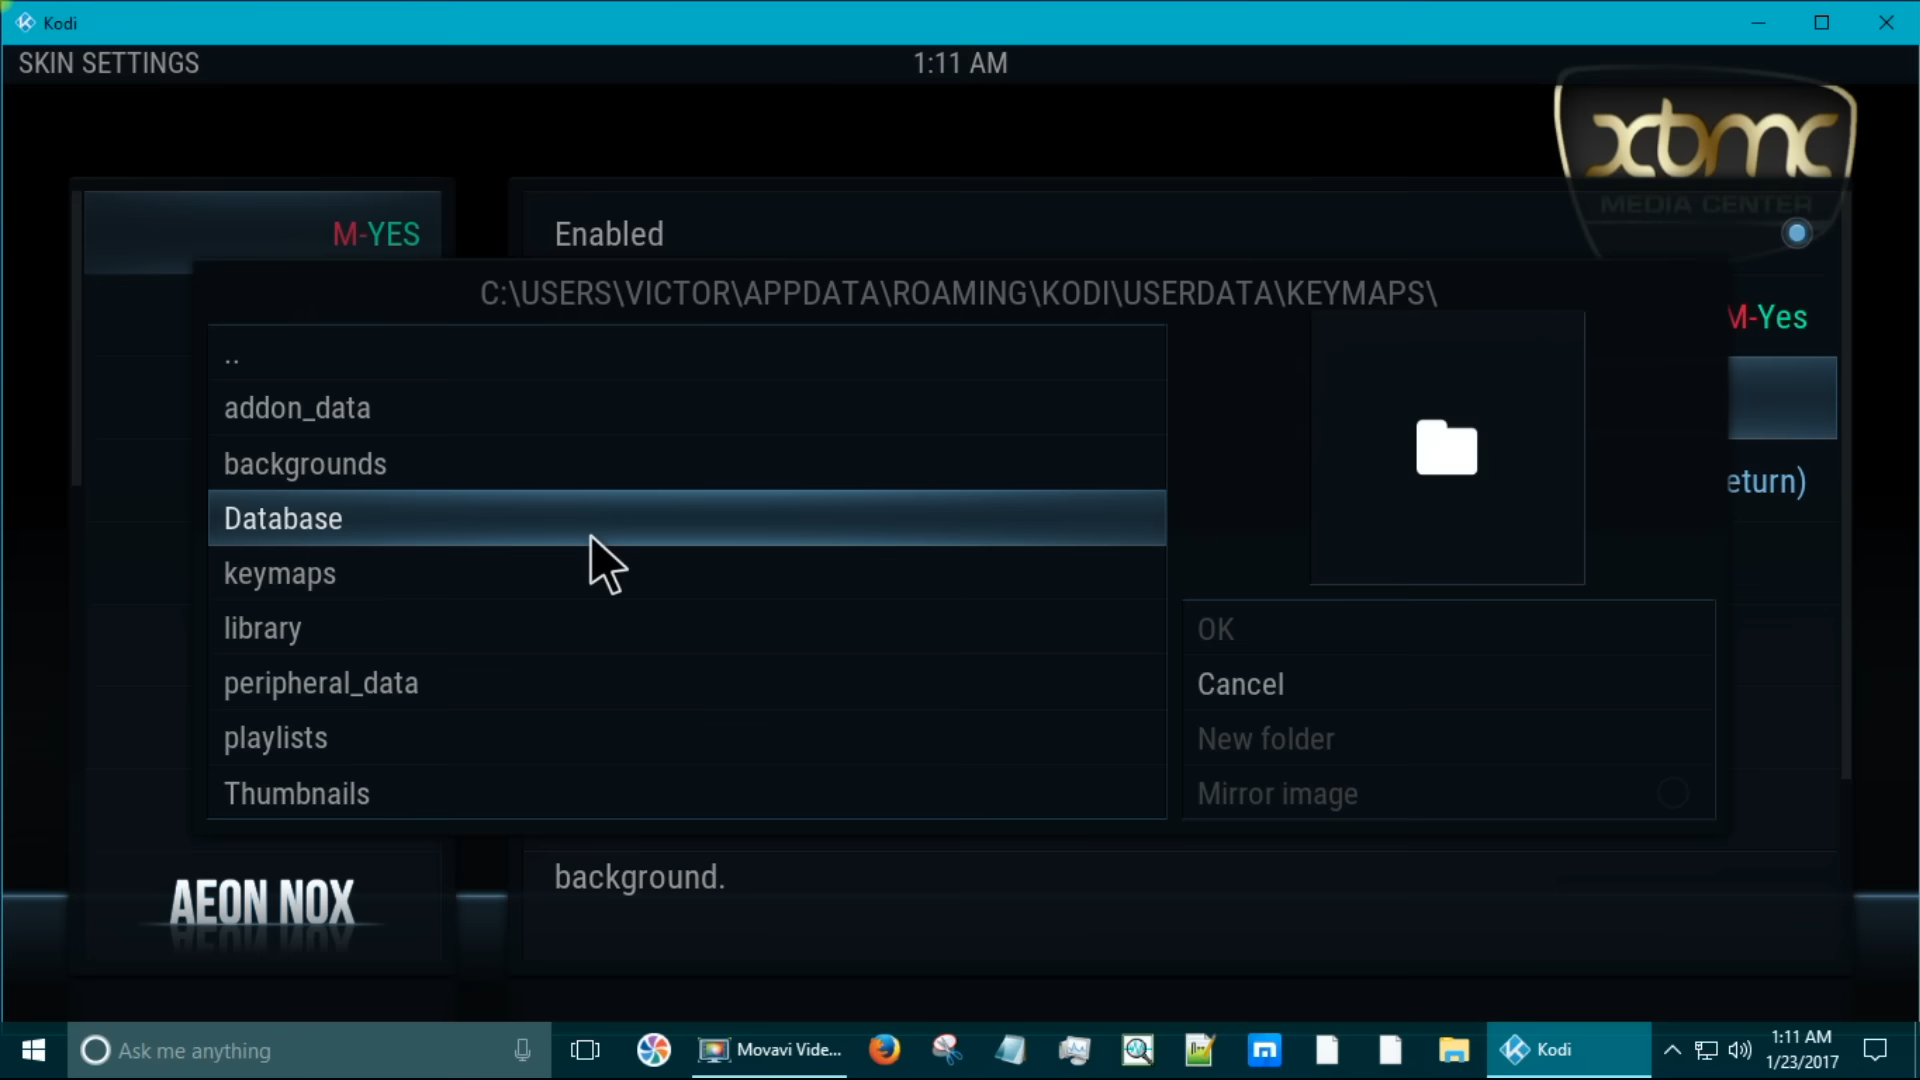 Kodi
SKIN SETTINGS
1:11 AM
xbmc
MEDIA CENTER
M-YES
Enabled
C:\USERS\VICTOR\APPDATA\ROAMING\KODI\USERDATA\KEYMAPS\
M-Yes
..
addon_data
backgrounds
Database
eturn)
keymaps
library
OK
peripheral_data
Cancel
playlists
New folder
Thumbnails
Mirror image
background.
AEON NOX
Ask me anything
Movavi Vide...
Kodi
1:11 AM
1/23/2017